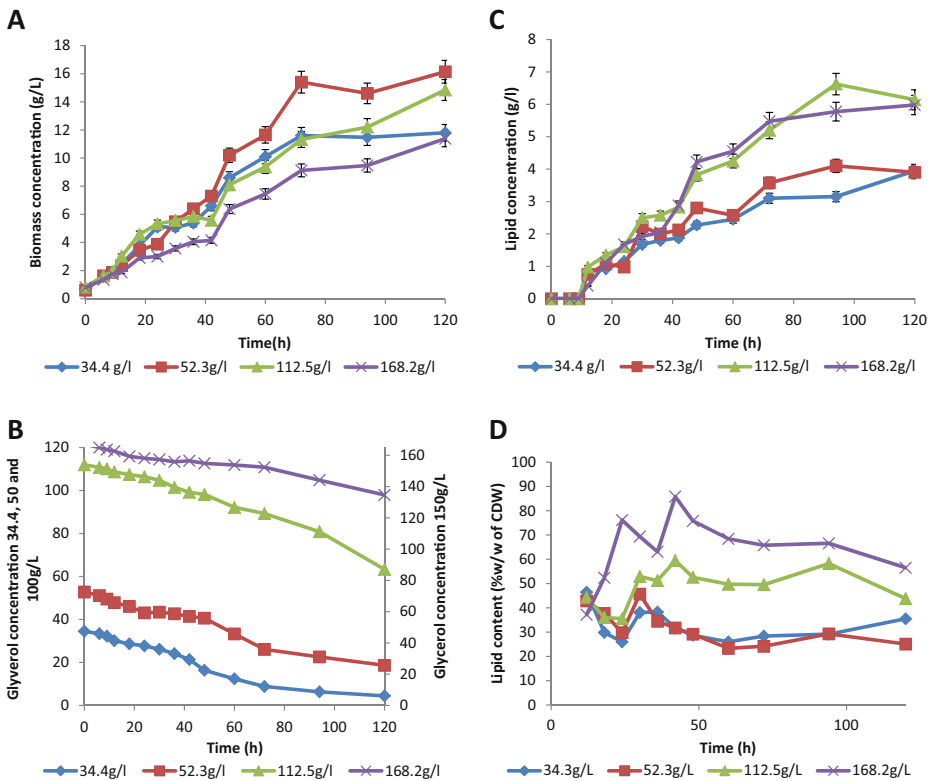 A
18
16
14
12
10
8
6
4
2
0
Biomass concentration (g/L)
0 20 40 60 80 100 120
Time(h)
34.4 g/l 52.3g/l 112.5g/l 168.2g/l
C
8
7
6
5
4
3
2
1
0
Lipid concentration (g/l)
0 20 40 60 80 100 120
Time (h)
34.4 g/l 52.3g/l 112.5g/l 168.2g/l
B
120
100
80
60
40
20
0
Glyverol concentration 34.4, 50 and
100g/L
160
140
120
100
80
60
40
20
0
Glycerol concentration 150g/L
0 20 40 60 80 100 120
Time (h)
34.4g/l 52.3g/l 112.5g/l 168.2g/l
D
100
90
80
70
60
50
40
30
20
10
0
Lipid content (%w/w of CDW)
0 50 100
Time (h)
34.3g/L 52.3g/L 112.5g/L 168.2g/L